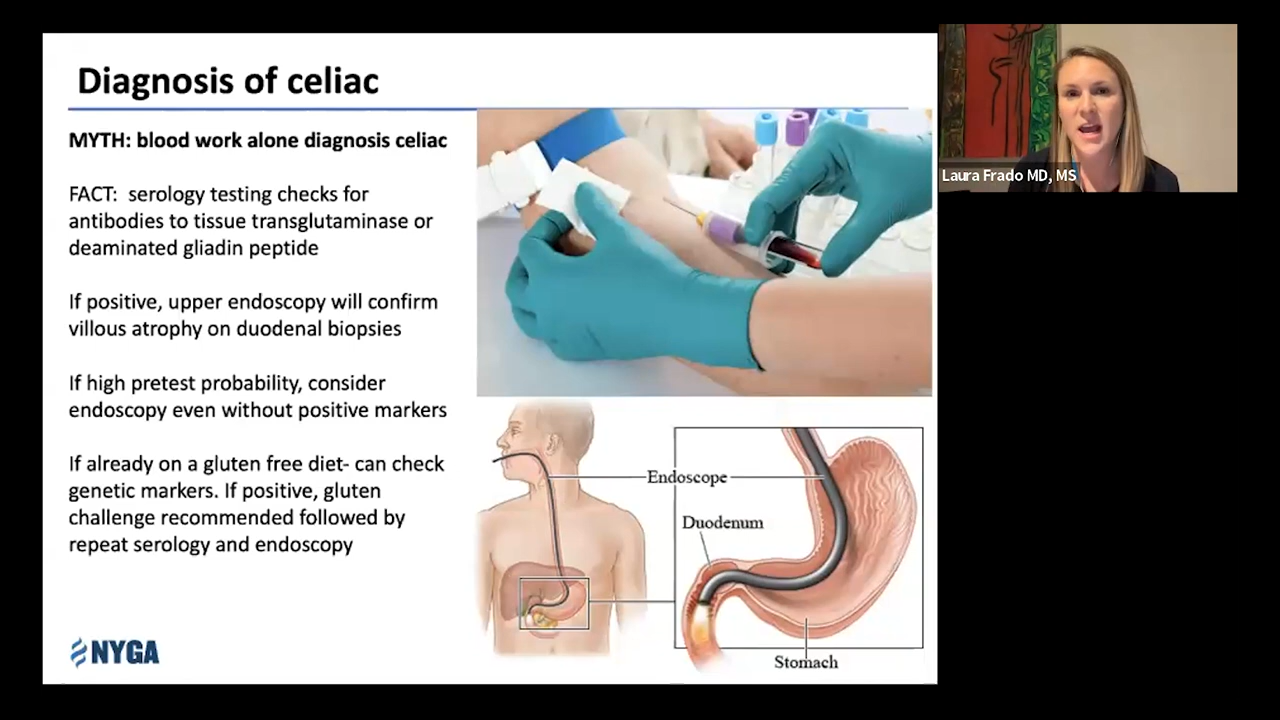 Diagnosis of celiac
MYTH: blood work alone diagnosis celiac
FACT: serology testing checks for
antibodies to tissue transglutaminase or
deaminated gliadin peptide
If positive, upper endoscopy will confirm
villous atrophy on duodenal biopsies
If high pretest probability, consider
endoscopy even without positive markers
If already on a gluten free diet- can check
genetic markers. If positive, gluten
challenge recommended followed by
repeat serology and endoscopy
Endoscope
Duodenum
Stomach
NYGA
Laura Frado MD, MS